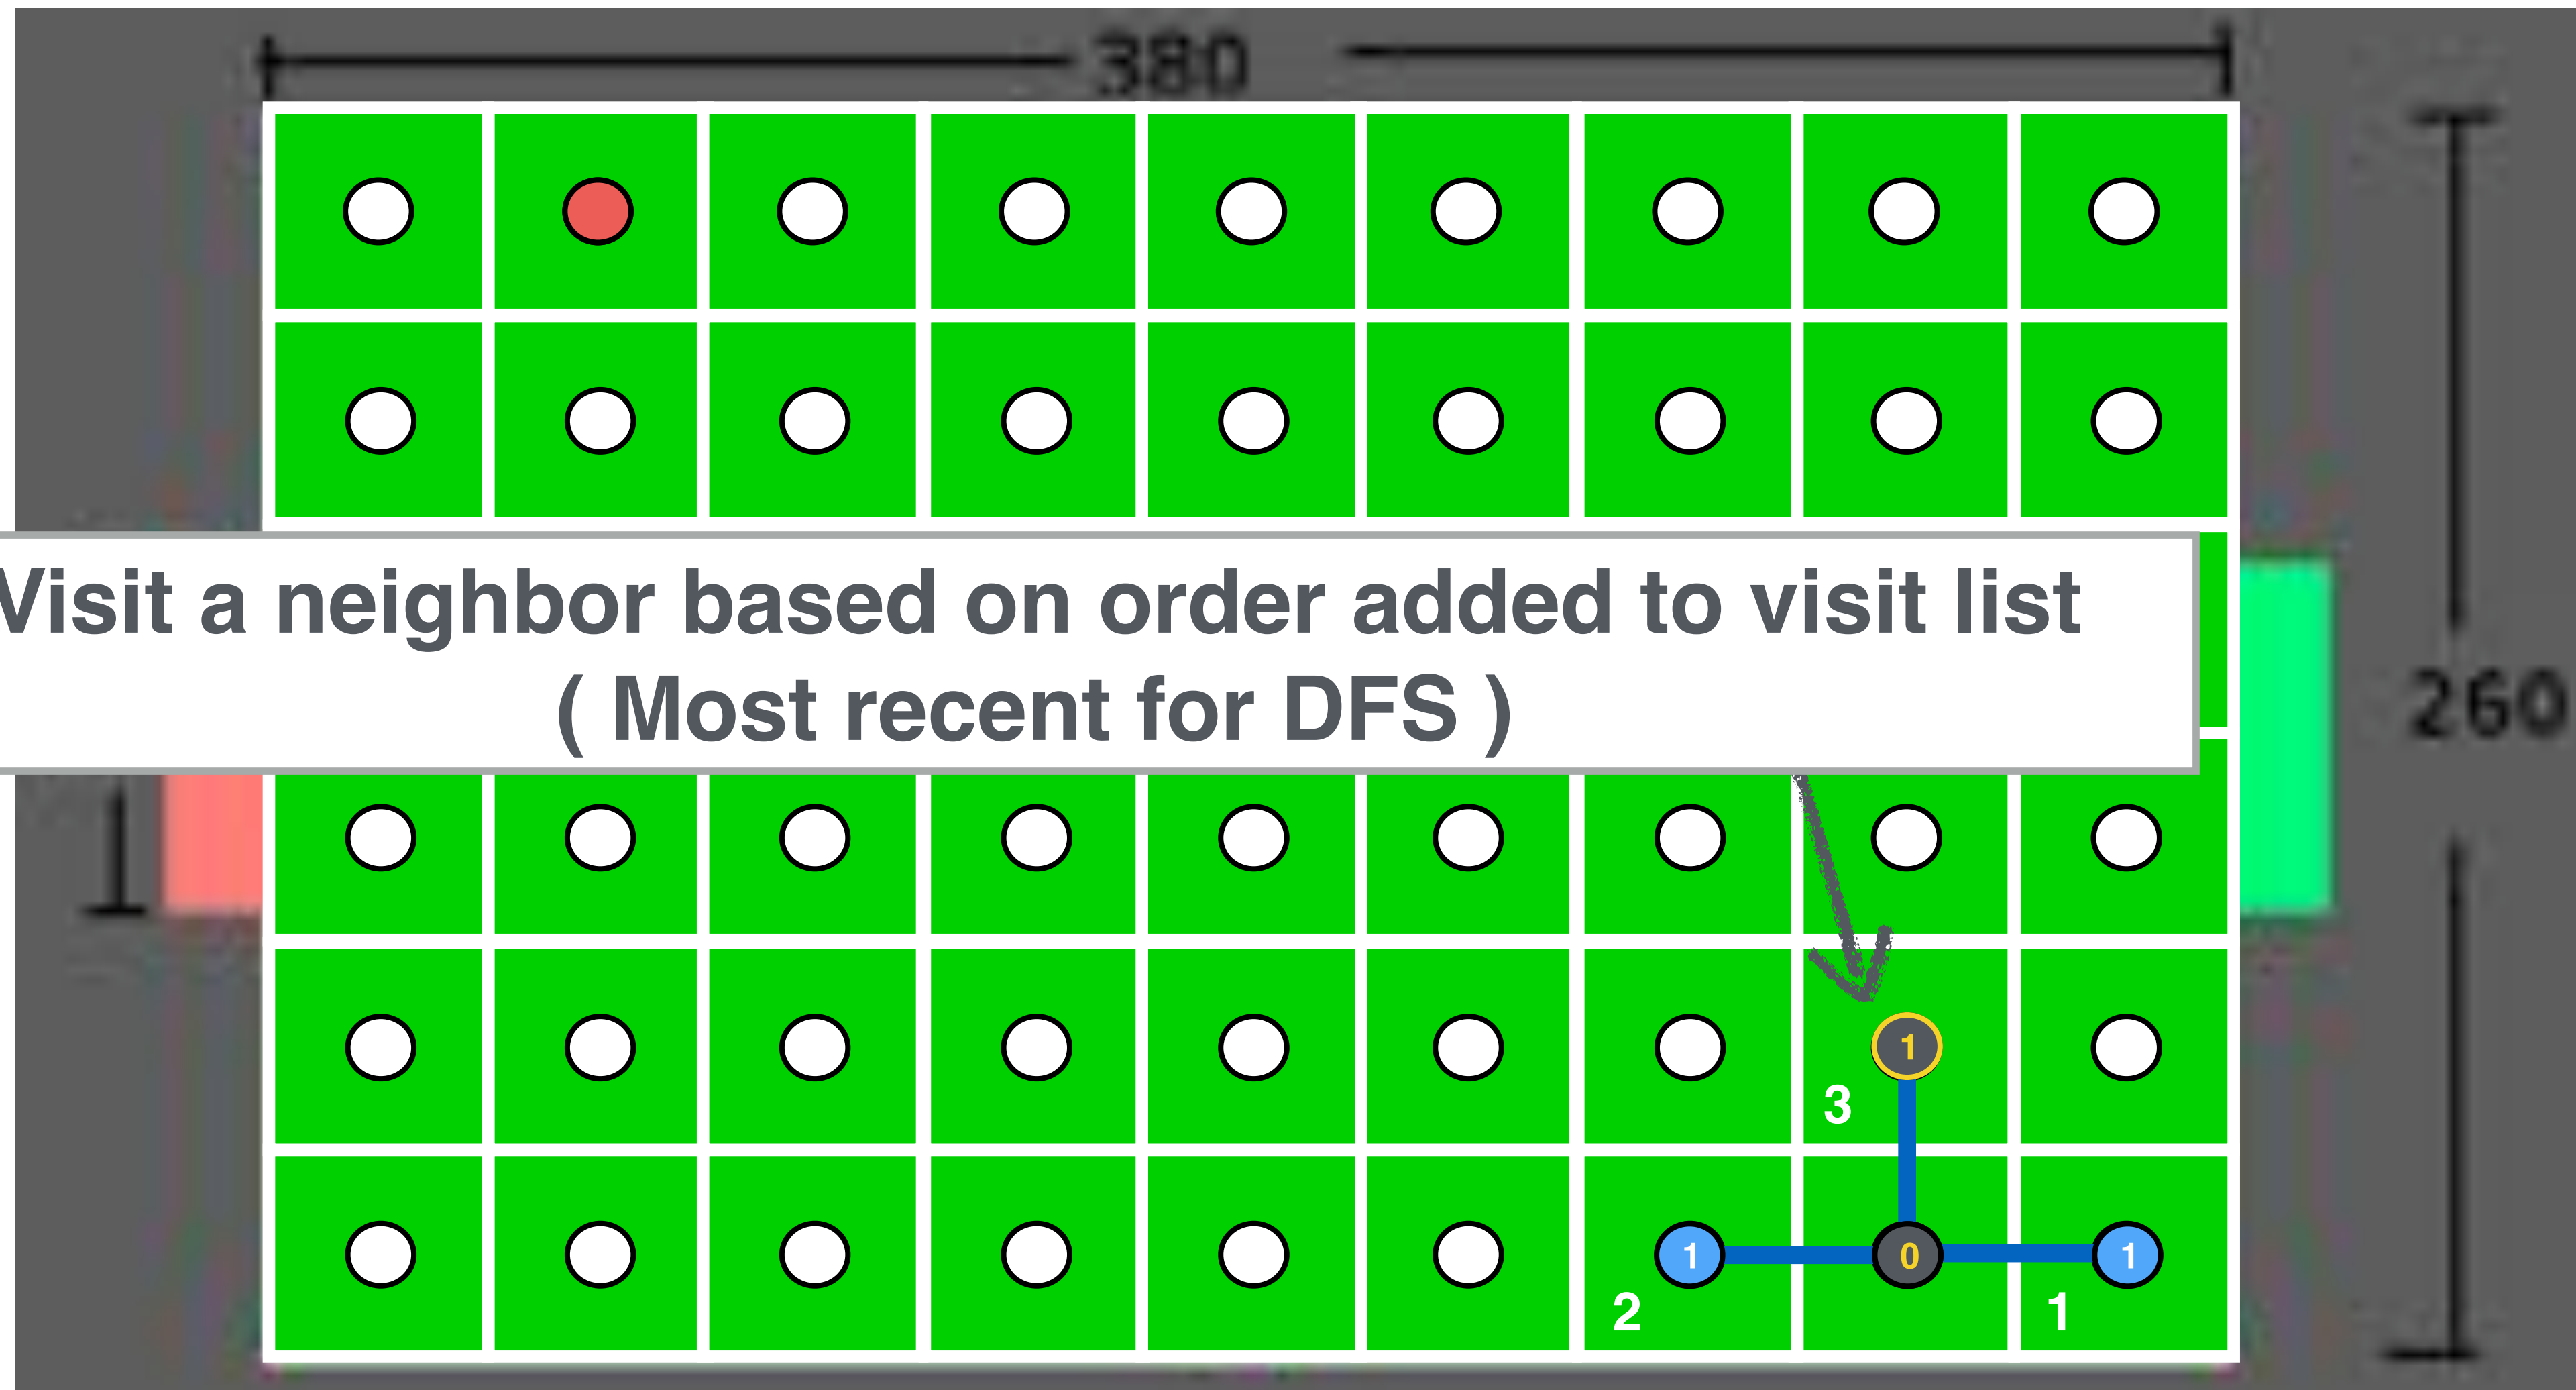 380
Visit a neighbor based on order added to visit list
( Most recent for DFS )
260
1
3
1 0 1
2 1